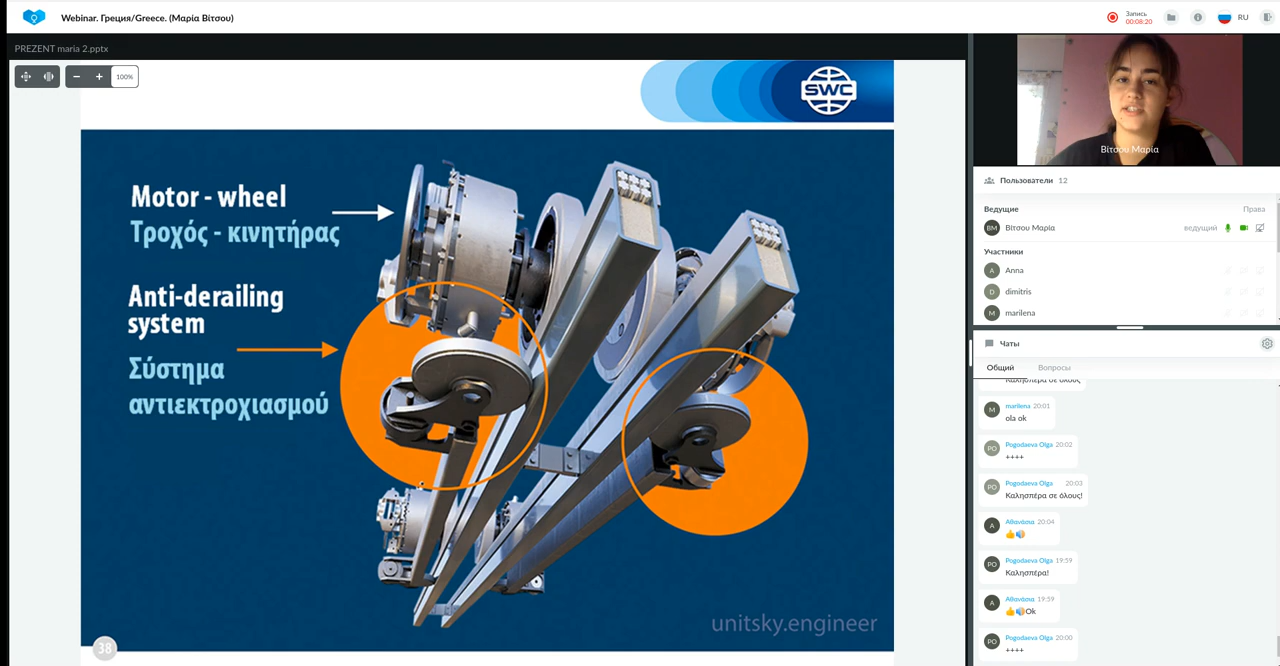 Webinar. Греция/Greece. (Μαρία Βίτσου)
Запись
00:08:20
RU
PREZENT maria 2.pptx
100%
SWC
Motor - wheel
Τροχός - κινητήρας
Anti-derailing
system
Σύστημα
αντιεκτροχιασμού
unitsky.engineer
38
Βίτσου Μαρία
Пользователи 12
Ведущие Права
ΒΜ Βίτσου Μαρία ведущий
Участники
A Anna
D dimitris
M marilena
Чаты
Общий Вопросы
Καλησπέρα σε όλους
M marilena 20:01
ola ok
PO Pogodaeva Olga 20:02
++++
PO Pogodaeva Olga 20:03
Καλησπέρα σε όλους!
Α Αθανάσια 20:04
👍
PO Pogodaeva Olga 19:59
Καλησπέρα!
Α Αθανάσια 19:59
👍Ok
PO Pogodaeva Olga 20:00
++++